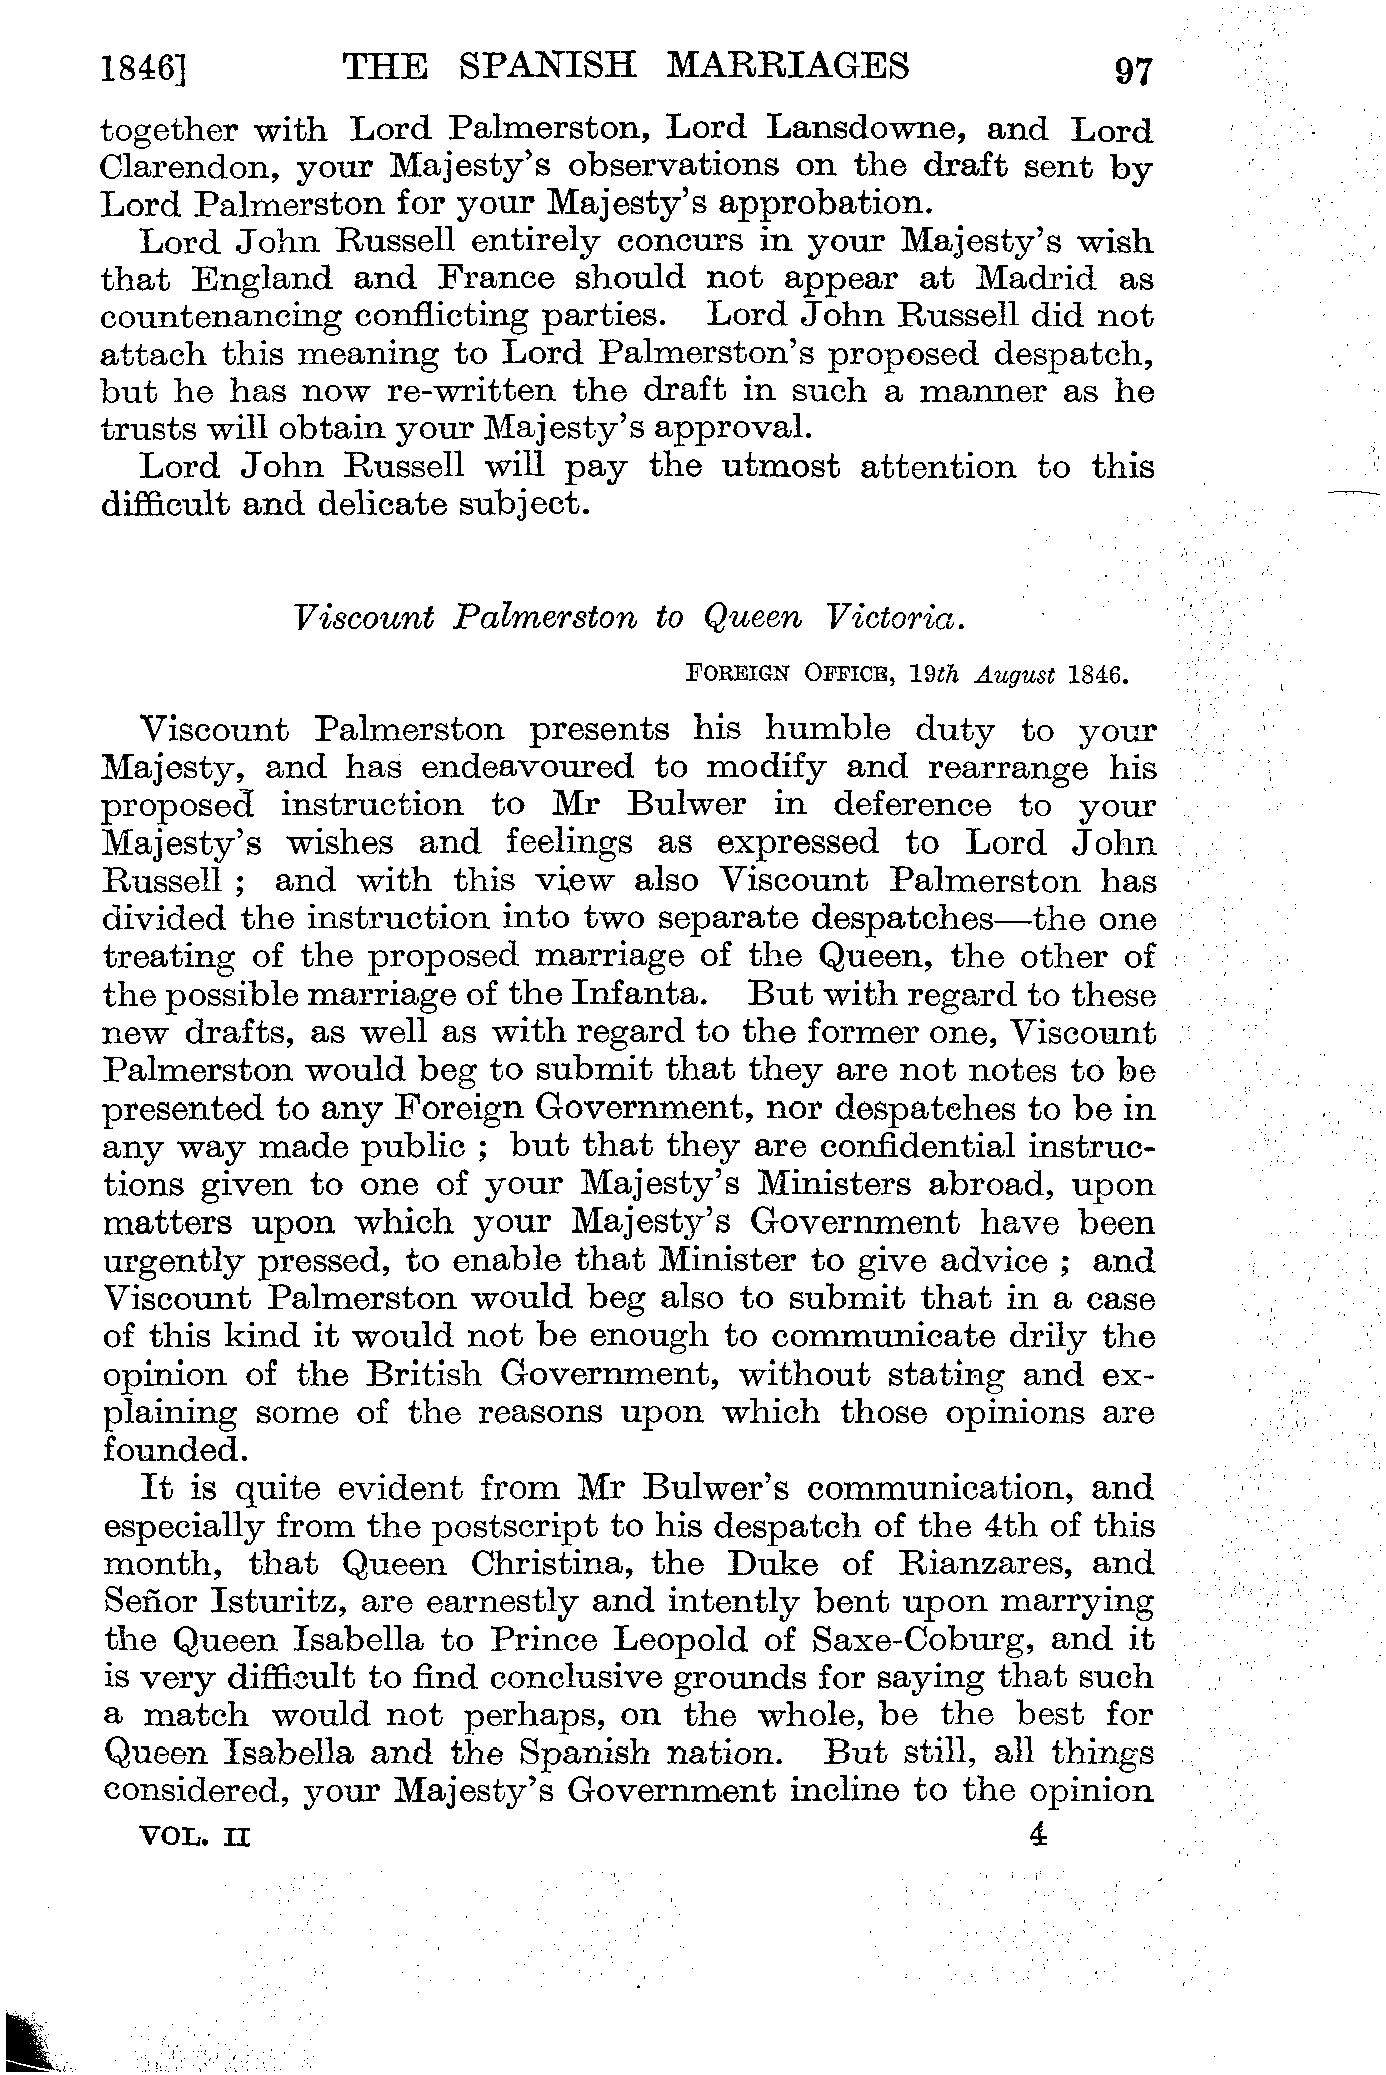 1846] THE SPANISH MARRIAGES 97
together with Lord Palmerston, Lord Lansdowne, and Lord
Clarendon, your Majesty's observations on the draft sent by
Lord Palmerston for your Majesty's approbation.
Lord John Russell entirely concurs in your Majesty's wish
that England and France should not appear at Madrid as
countenancing conflicting parties. Lord John Russell did not
attach this meaning to Lord Palmerston's proposed despatch,
but he has now re-written the draft in such a manner as he
trusts will obtain your Majesty's approval.
Lord John Russell will pay the utmost attention to this
difficult and delicate subject.
Viscount Palmerston to Queen Victoria.
FOREIGN OFFICE, 19th August 1846.
Viscount Palmerston presents his humble duty to your
Majesty, and has endeavoured to modify and rearrange his
proposed instruction to Mr Bulwer in deference to your
Majesty's wishes and feelings as expressed to Lord John
Russell ; and with this view also Viscount Palmerston has
divided the instruction into two separate despatches—the one
treating of the proposed marriage of the Queen, the other of
the possible marriage of the Infanta. But with regard to these
new drafts, as well as with regard to the former one, Viscount
Palmerston would beg to submit that they are not notes to be
presented to any Foreign Government, nor despatches to be in
any way made public ; but that they are confidential instruc-
tions given to one of your Majesty's Ministers abroad, upon
matters upon which your Majesty's Government have been
urgently pressed, to enable that Minister to give advice ; and
Viscount Palmerston would beg also to submit that in a case
of this kind it would not be enough to communicate drily the
opinion of the British Government, without stating and ex-
plaining some of the reasons upon which those opinions are
founded.
It is quite evident from Mr Bulwer's communication, and
especially from the postscript to his despatch of the 4th of this
month, that Queen Christina, the Duke of Rianzares, and
Señor Isturitz, are earnestly and intently bent upon marrying
the Queen Isabella to Prince Leopold of Saxe-Coburg, and it
is very difficult to find conclusive grounds for saying that such
a match would not perhaps, on the whole, be the best for
Queen Isabella and the Spanish nation. But still, all things
considered, your Majesty's Government incline to the opinion
VOL. II 4